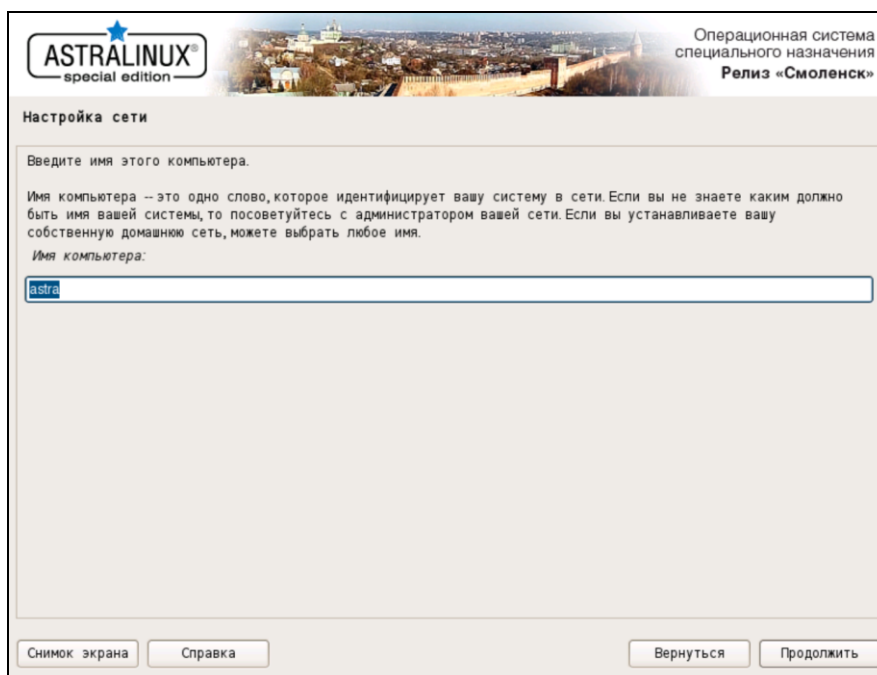 ASTRALINUX®
special edition
Операционная система
специального назначения
Релиз «Смоленск»
Настройка сети
Введите имя этого компьютера.
Имя компьютера -- это одно слово, которое идентифицирует вашу систему в сети. Если вы не знаете каким должно
быть имя вашей системы, то посоветуйтесь с администратором вашей сети. Если вы устанавливаете вашу
собственную домашнюю сеть, можете выбрать любое имя.
Имя компьютера:
astra
Снимок экрана
Справка
Вернуться
Продолжить